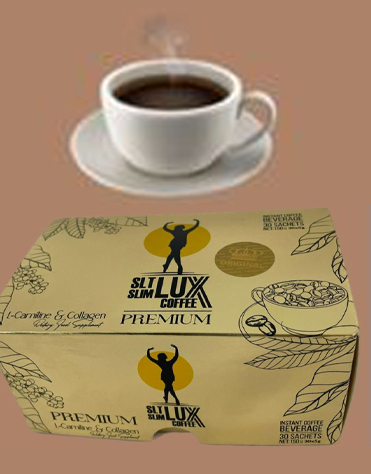 INSTANT COFFEE
BEVERAGE
30 SACHETS
ORIGINAL
SLT
SLIM
LUX
COFFEE
PREMIUM
L-Carnitine & Collagen
PREMIUM
L-Carnitine & Collagen
SLT
SLIM
LUX
COFFEE
INSTANT COFFEE
BEVERAGE
30 SACHETS